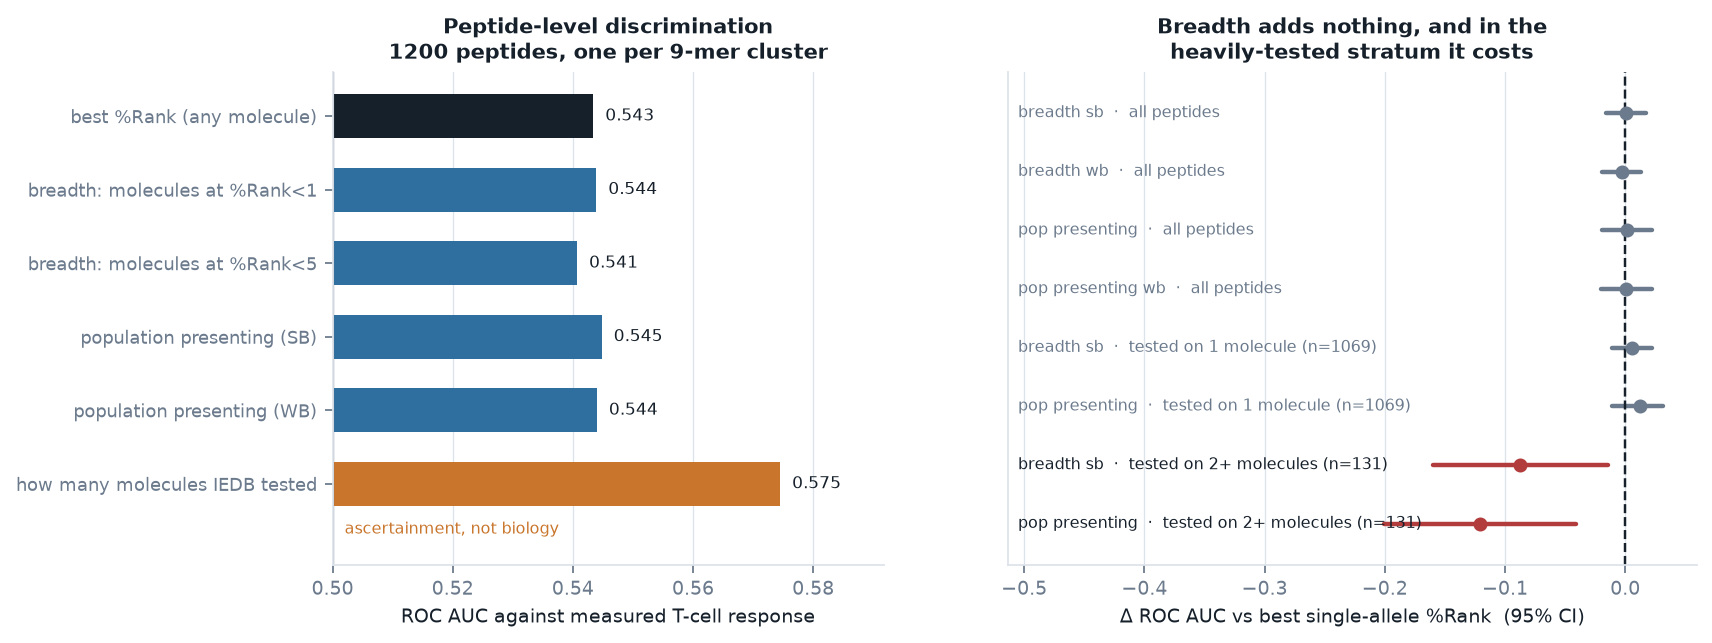 Peptide-level discrimination
1200 peptides, one per 9-mer cluster
best %Rank (any molecule)
0.543
breadth: molecules at %Rank<1
0.544
breadth: molecules at %Rank<5
0.541
population presenting (SB)
0.545
population presenting (WB)
0.544
how many molecules IEDB tested
0.575
ascertainment, not biology
0.50
0.52
0.54
0.56
0.58
ROC AUC against measured T-cell response
Breadth adds nothing, and in the
heavily-tested stratum it costs
breadth sb · all peptides
breadth wb · all peptides
pop presenting · all peptides
pop presenting wb · all peptides
breadth sb · tested on 1 molecule (n=1069)
pop presenting · tested on 1 molecule (n=1069)
breadth sb · tested on 2+ molecules (n=131)
pop presenting · tested on 2+ molecules (n=131)
−0.5
−0.4
−0.3
−0.2
−0.1
0.0
Δ ROC AUC vs best single-allele %Rank (95% CI)